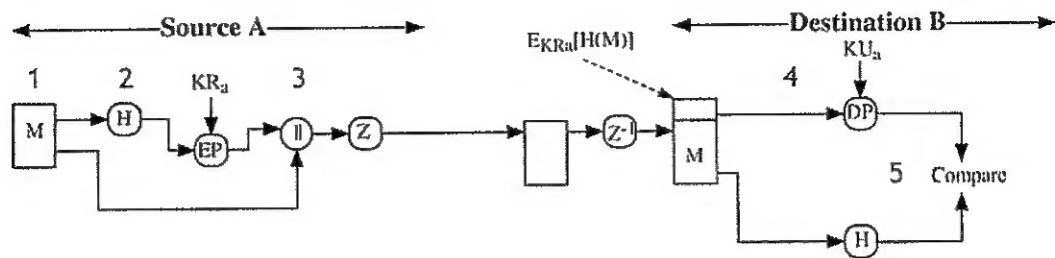 Source A
Destination B
E_KRa[H(M)]
1 2 KRa 3 4 KUa
M H EP || Z Z-1 M DP
5 Compare
H